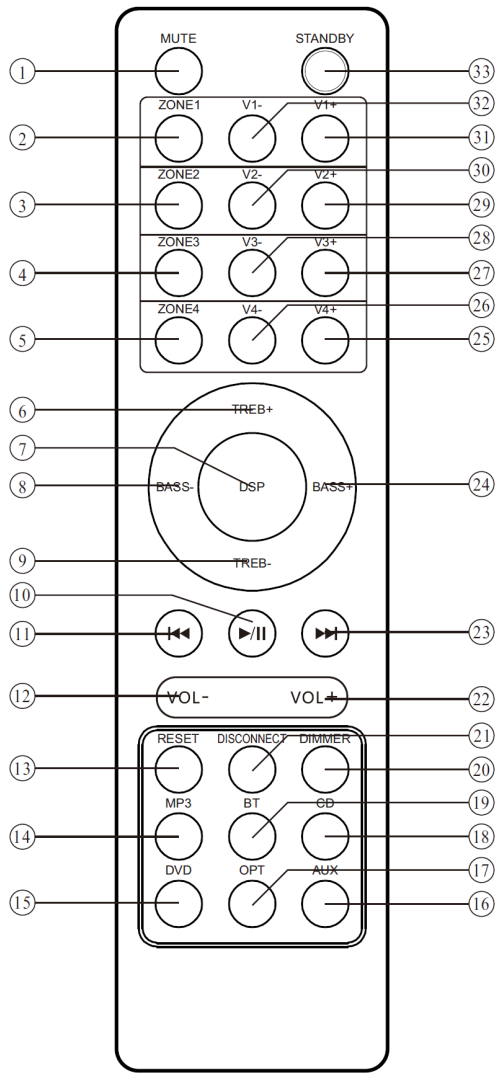 MUTE STANDBY
1 33
32
ZONE1 V1- V1+
2 31
30
ZONE2 V2- V2+
3 29
28
ZONE3 V3- V3+
4 27
26
ZONE4 V4- V4+
5 25
6 TREB+
7
8 BASS- DSP BASS+ 24
9 TREB-
10
11 ▶/II 23
12 VOL- VOL+ 22
RESET DISCONNECT DIMMER 21
13 20
MP3 BT CD 19
14 18
DVD OPT AUX 17
15 16